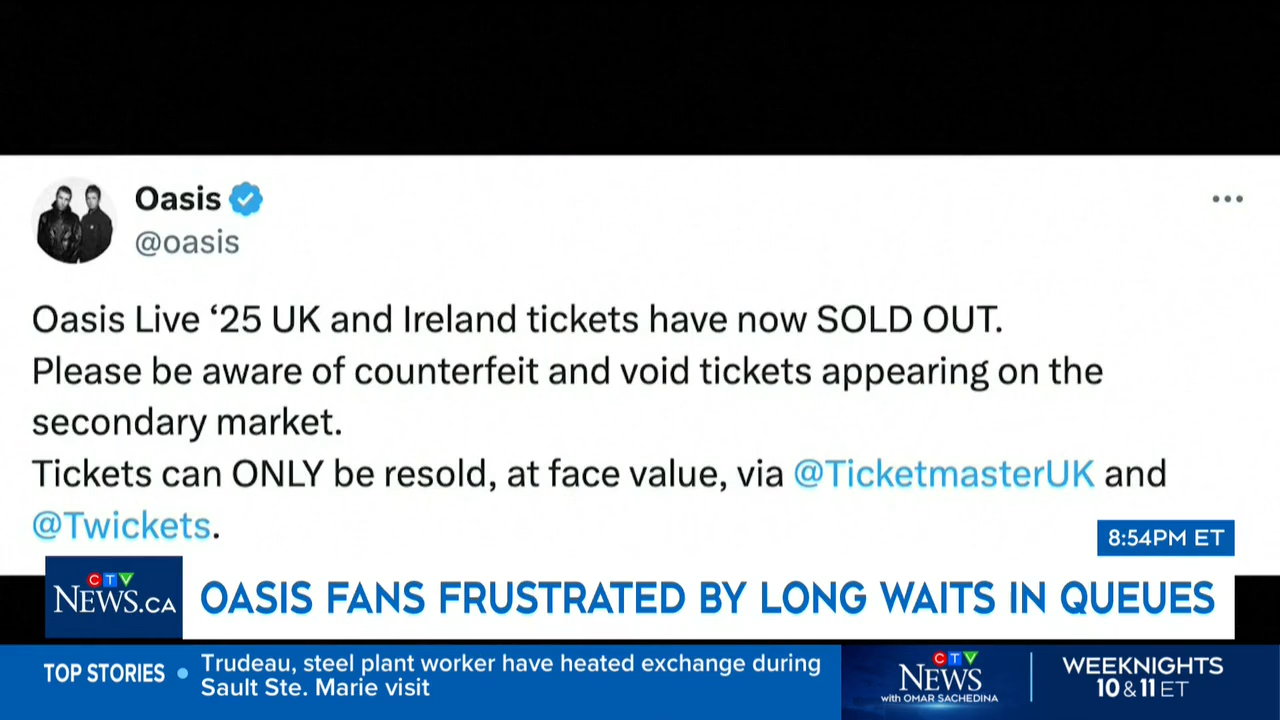 Oasis
@oasis
Oasis Live ‘25 UK and Ireland tickets have now SOLD OUT.
Please be aware of counterfeit and void tickets appearing on the
secondary market.
Tickets can ONLY be resold, at face value, via @TicketmasterUK and
@Twickets.
8:54PM ET
CTV
NEWS.CA
OASIS FANS FRUSTRATED BY LONG WAITS IN QUEUES
TOP STORIES
Trudeau, steel plant worker have heated exchange during
Sault Ste. Marie visit
CTV
NEWS
with OMAR SACHEDINA
WEEKNIGHTS
10 & 11 ET